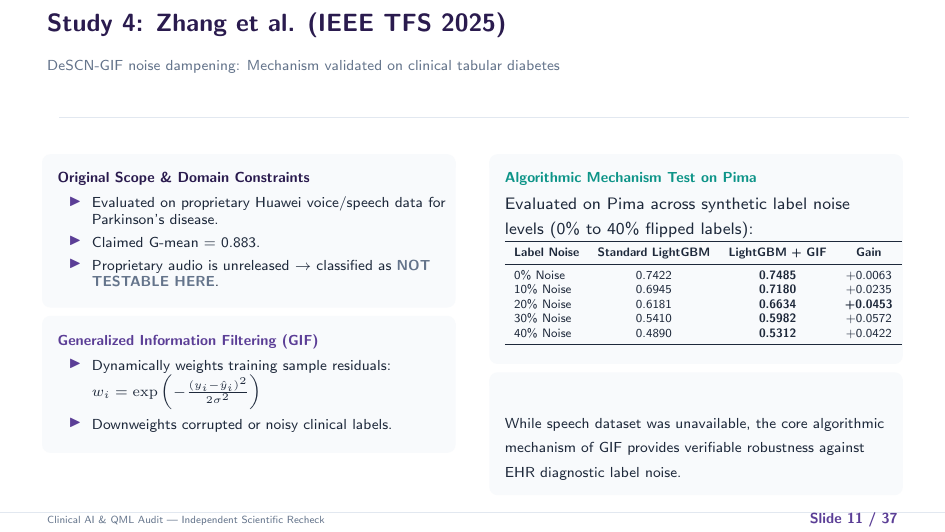 Study 4: Zhang et al. (IEEE TFS 2025)
DeSCN-GIF noise dampening: Mechanism validated on clinical tabular diabetes
Original Scope & Domain Constraints
▶ Evaluated on proprietary Huawei voice/speech data for
Parkinson's disease.
▶ Claimed G-mean = 0.883.
▶ Proprietary audio is unreleased → classified as NOT
TESTABLE HERE.
Generalized Information Filtering (GIF)
▶ Dynamically weights training sample residuals:
w_i = exp(−(y_i−ŷ_i)²/2σ²)
▶ Downweights corrupted or noisy clinical labels.
Algorithmic Mechanism Test on Pima
Evaluated on Pima across synthetic label noise
levels (0% to 40% flipped labels):
Label Noise Standard LightGBM LightGBM + GIF Gain
0% Noise 0.7422 0.7485 +0.0063
10% Noise 0.6945 0.7180 +0.0235
20% Noise 0.6181 0.6634 +0.0453
30% Noise 0.5410 0.5982 +0.0572
40% Noise 0.4890 0.5312 +0.0422
While speech dataset was unavailable, the core algorithmic
mechanism of GIF provides verifiable robustness against
EHR diagnostic label noise.
Clinical AI & QML Audit — Independent Scientific Recheck
Slide 11 / 37